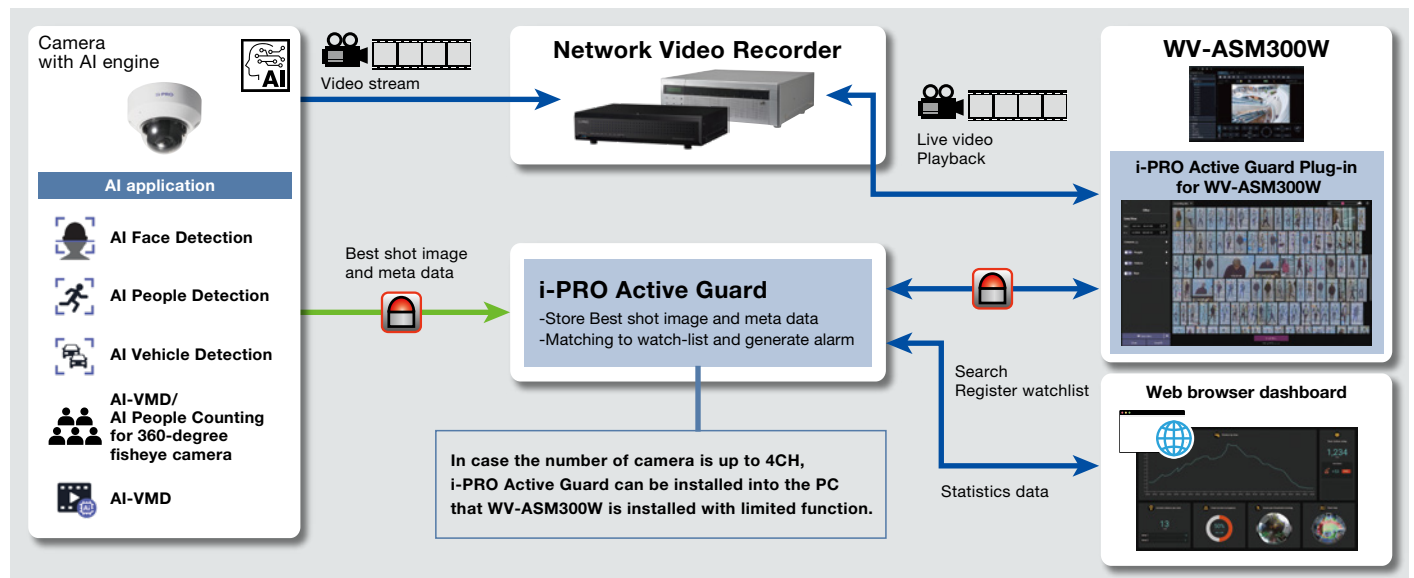 Camera
with AI engine
AI
i-PRO
AI application
AI Face Detection
AI People Detection
AI Vehicle Detection
AI-VMD/
AI People Counting
for 360-degree
fisheye camera
AI-VMD
Video stream
Network Video Recorder
Live video
Playback
Best shot image
and meta data
i-PRO Active Guard
-Store Best shot image and meta data
-Matching to watch-list and generate alarm
In case the number of camera is up to 4CH,
i-PRO Active Guard can be installed into the PC
that WV-ASM300W is installed with limited function.
WV-ASM300W
i-PRO Active Guard Plug-in
for WV-ASM300W
Search
Register watchlist
Statistics data
Web browser dashboard
1,234
13
50%